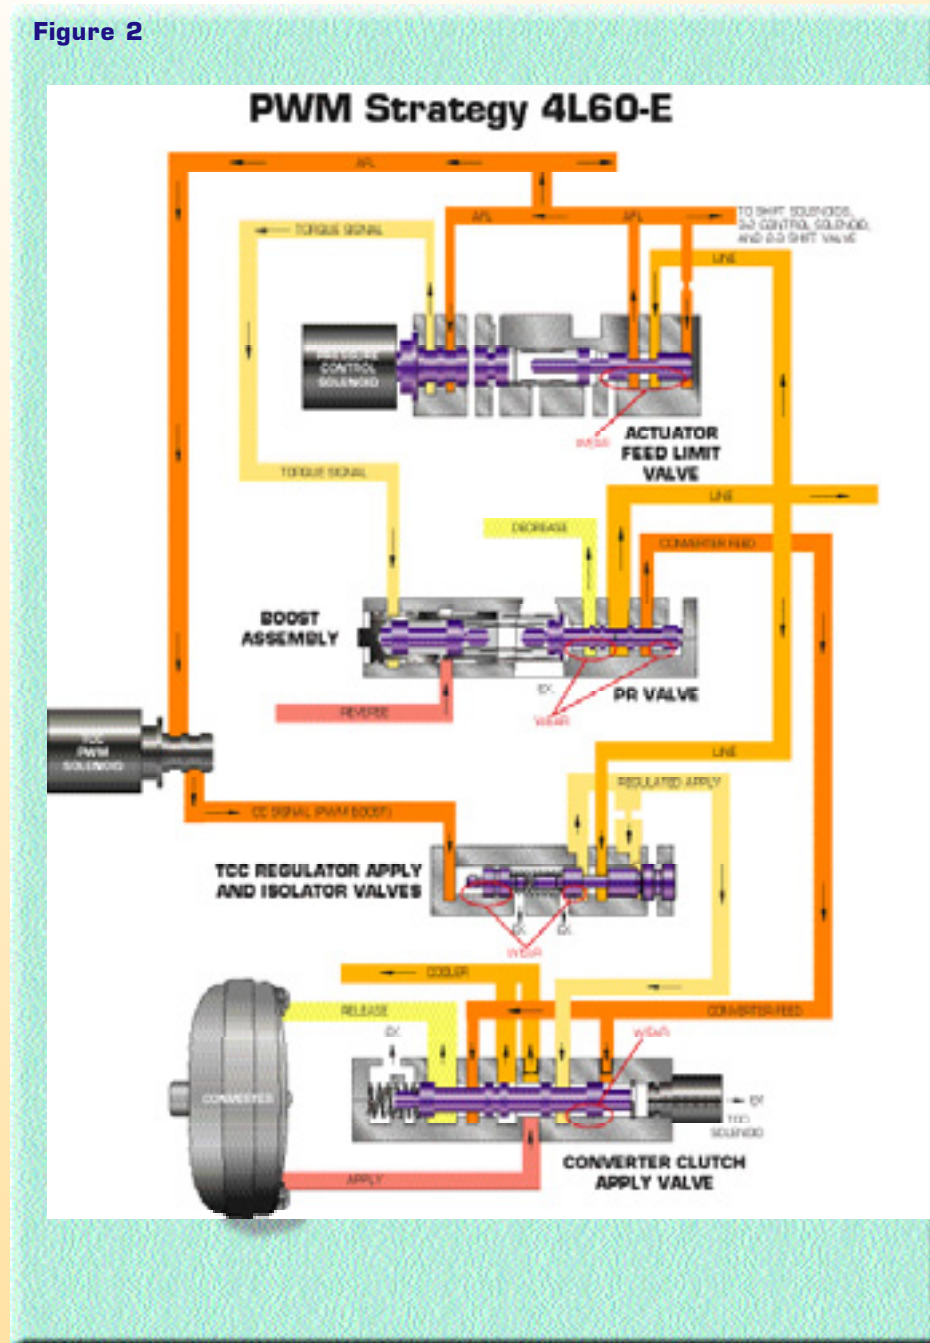 Figure 2
PWM Strategy 4L60-E
AFL
TORQUE SIGNAL
AFL
AFL
TO SHIFT SOLENOIDS,
3-2 CONTROL SOLENOID,
AND 2-3 SHIFT VALVE
LINE
PRESSURE
CONTROL
SOLENOID
WEAR
ACTUATOR
FEED LIMIT
VALVE
TORQUE SIGNAL
LINE
DECREASE
CONVERTER FEED
BOOST
ASSEMBLY
EX.
PR VALVE
WEAR
REVERSE
TCC
PWM
SOLENOID
LINE
REGULATED APPLY
CC SIGNAL (PWM BOOST)
TCC REGULATOR APPLY
AND ISOLATOR VALVES
EX.
EX.
WEAR
COOLER
RELEASE
CONVERTER FEED
EX.
WEAR
CONVERTER
EX
TCC
SOLENOID
CONVERTER CLUTCH
APPLY VALVE
APPLY